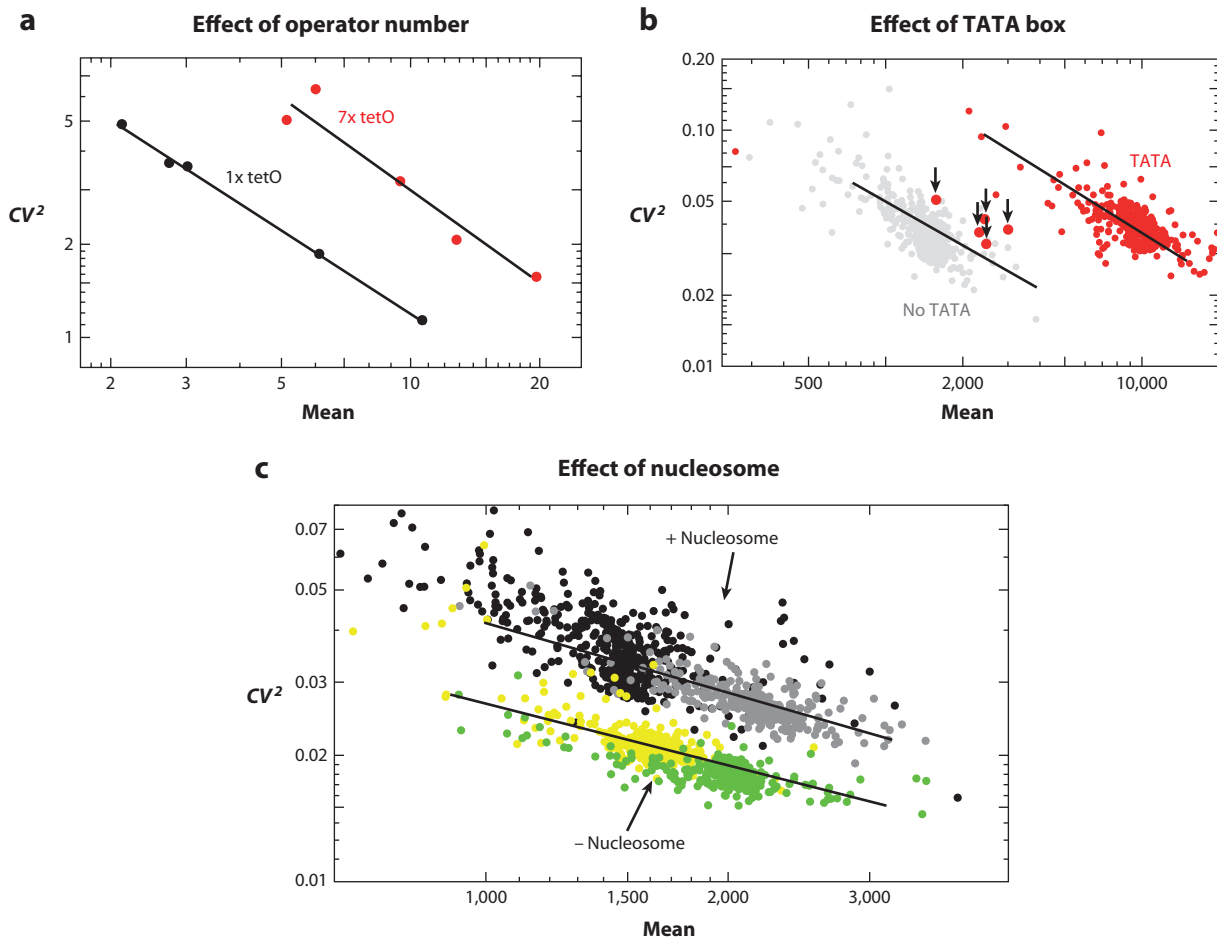 a
Effect of operator number
5
2
1
CV²
7x tetO
1x tetO
2 3 5 10 20
Mean
b
Effect of TATA box
0.20
0.10
0.05
0.02
0.01
CV²
TATA
No TATA
500 2,000 10,000
Mean
c
Effect of nucleosome
0.07
0.05
0.03
0.02
0.01
CV²
+ Nucleosome
– Nucleosome
1,000 1,500 2,000 3,000
Mean